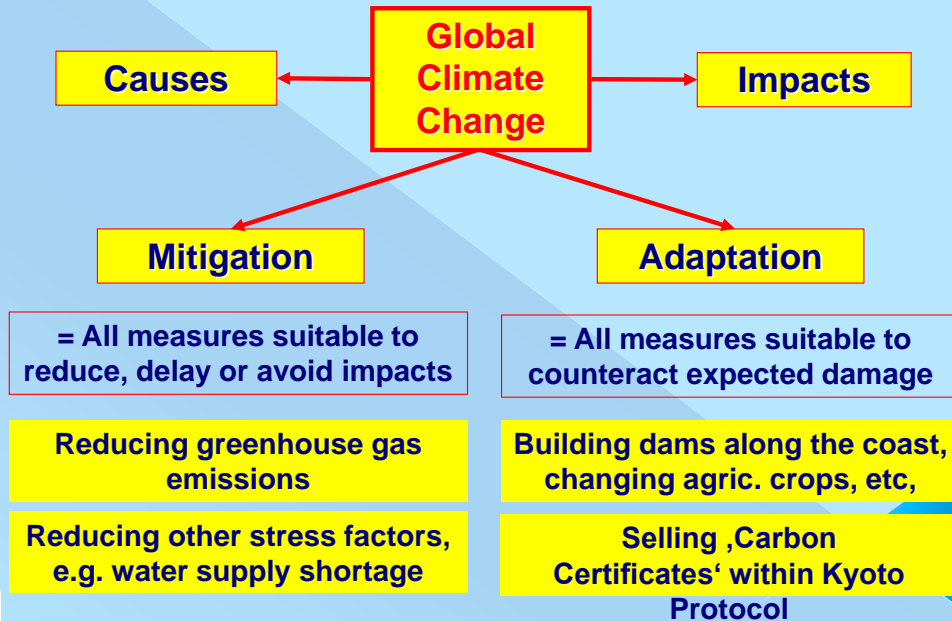 Global
Climate
Change
Causes
Impacts
Mitigation
Adaptation
= All measures suitable to
reduce, delay or avoid impacts
= All measures suitable to
counteract expected damage
Reducing greenhouse gas
emissions
Building dams along the coast,
changing agric. crops, etc,
Reducing other stress factors,
e.g. water supply shortage
Selling ‚Carbon
Certificates‘ within Kyoto
Protocol